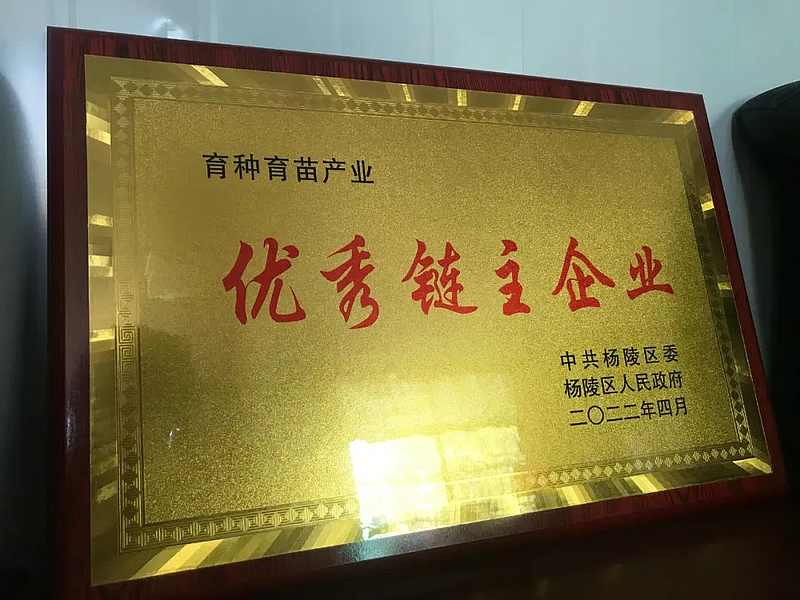 育种育苗产业
优秀链主企业
中共杨陵区委
杨陵区人民政府
二〇二二年四月